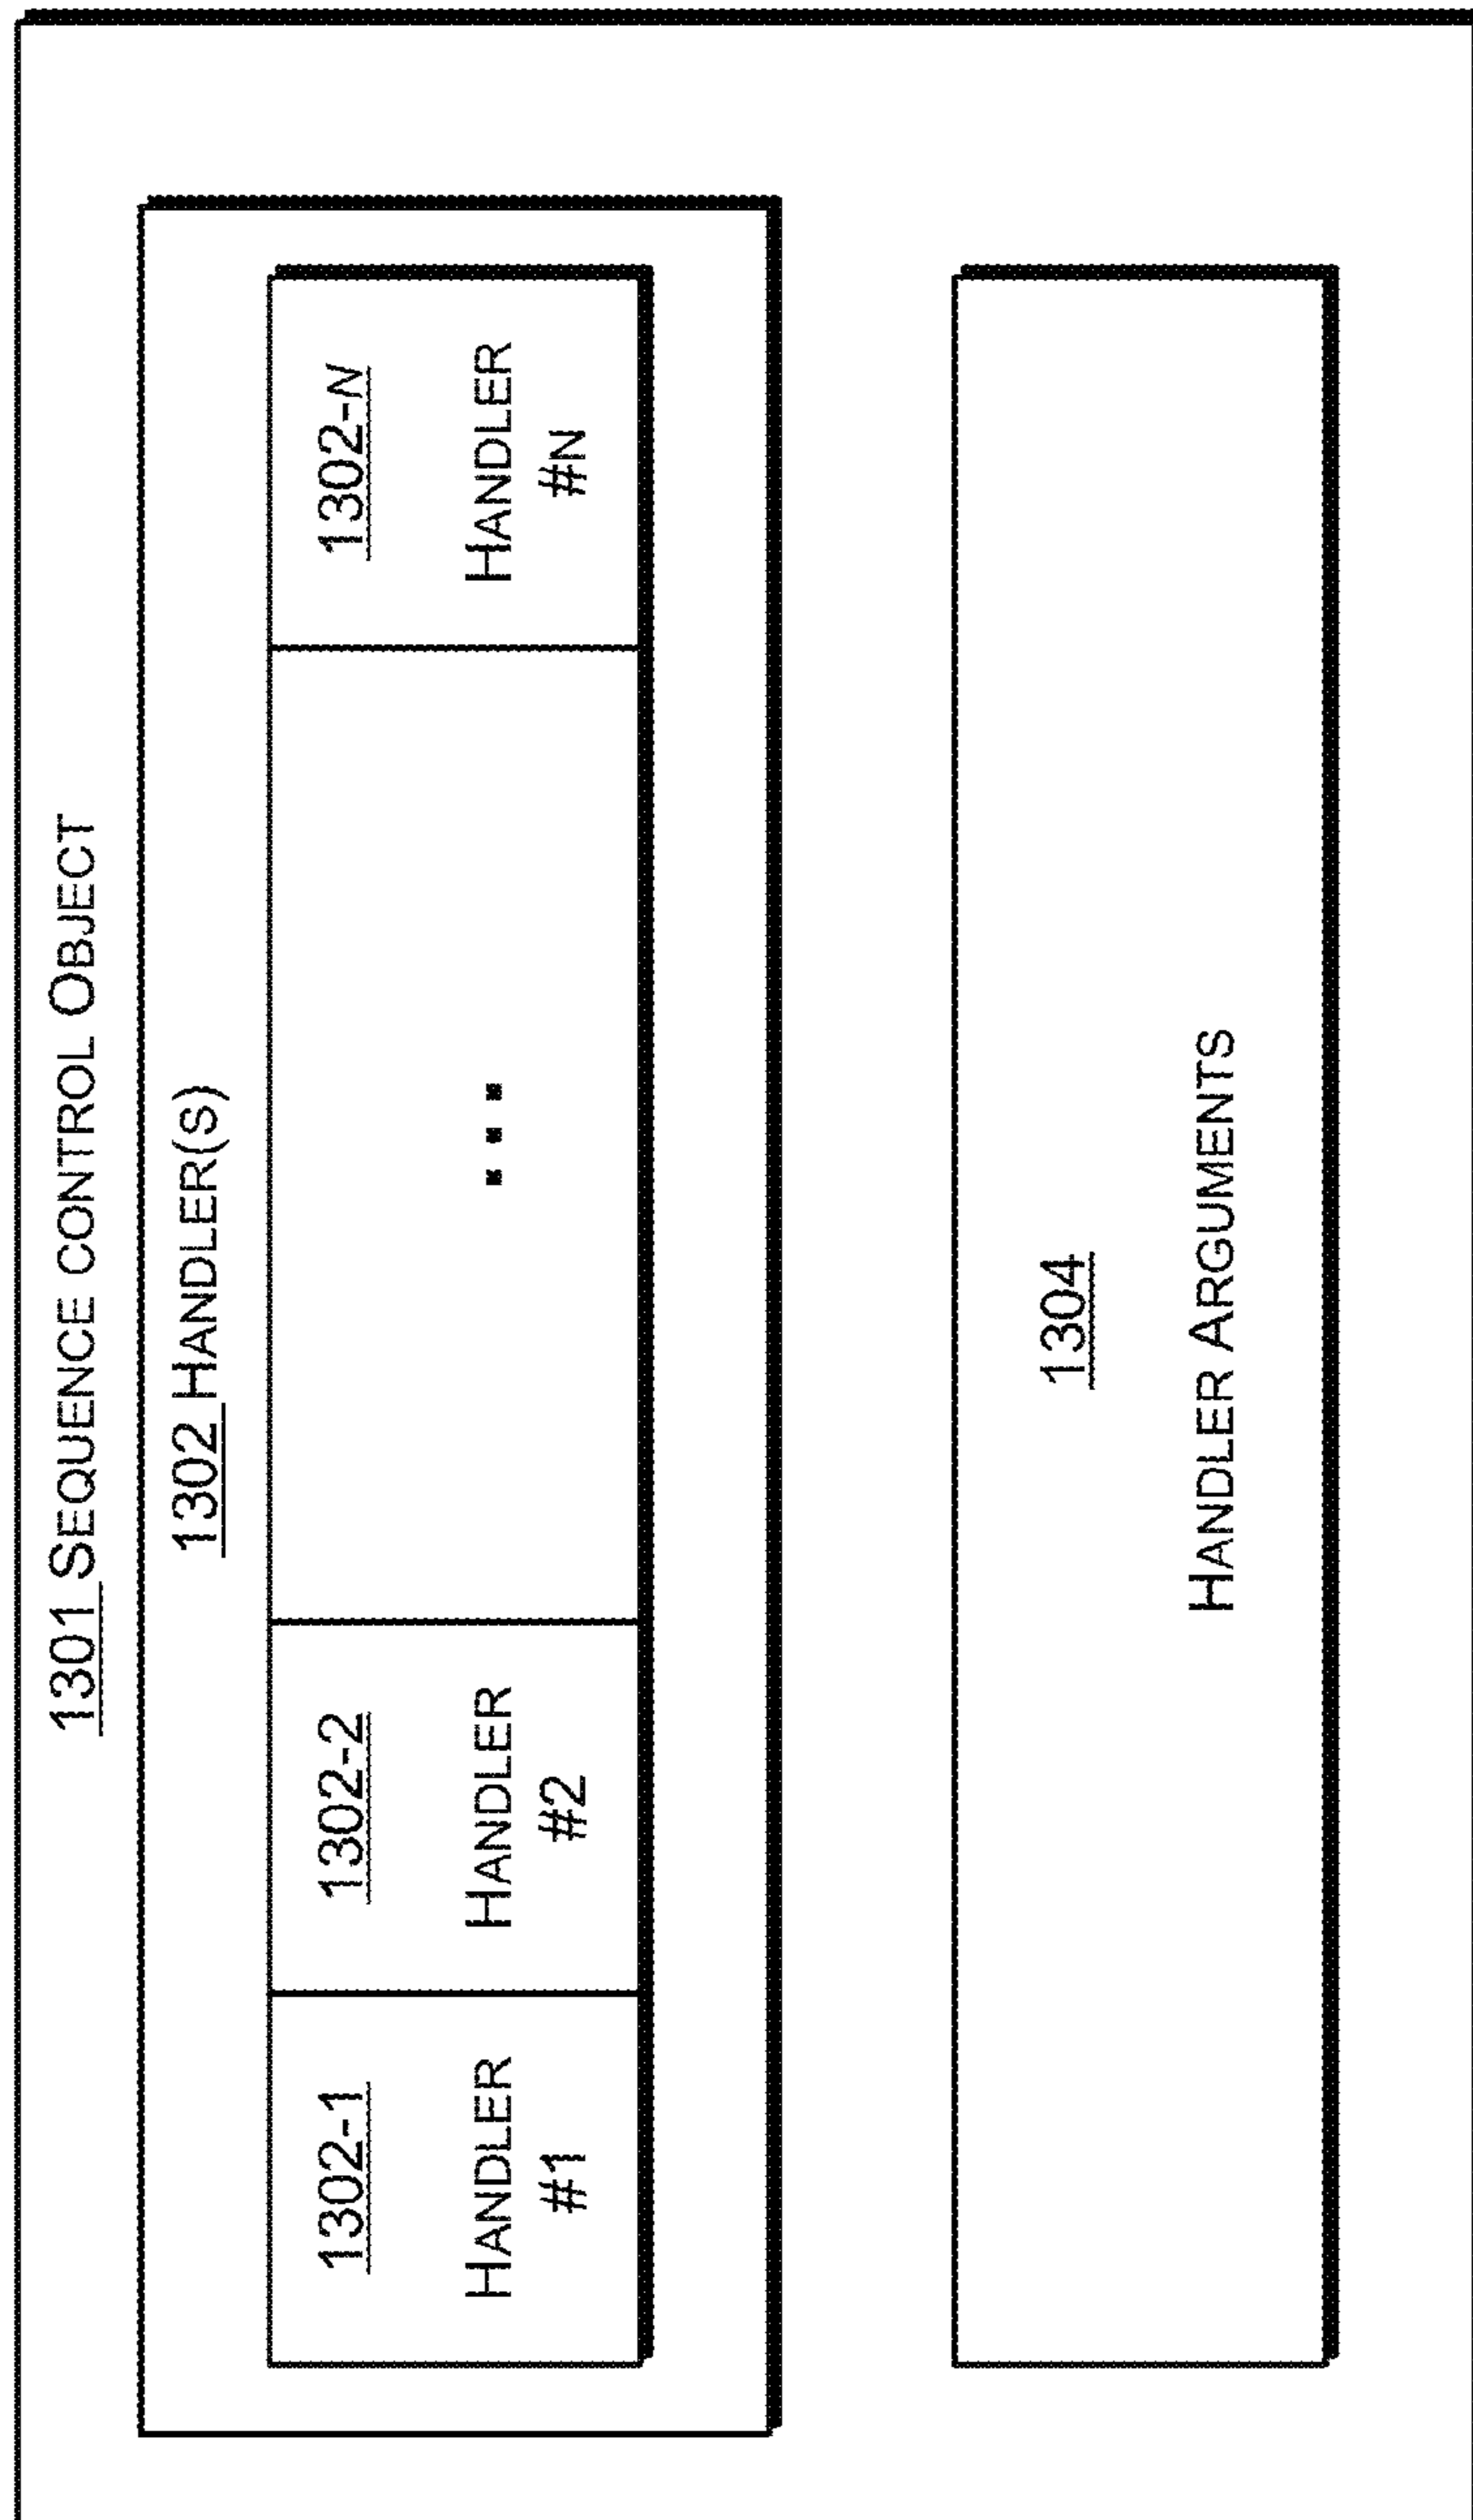 1301 SEQUENCE CONTROL OBJECT
1302 HANDLER(S)
1302-1
HANDLER
#1
1302-2
HANDLER
#2
...
1302-N
HANDLER
#N
1304
HANDLER ARGUMENTS